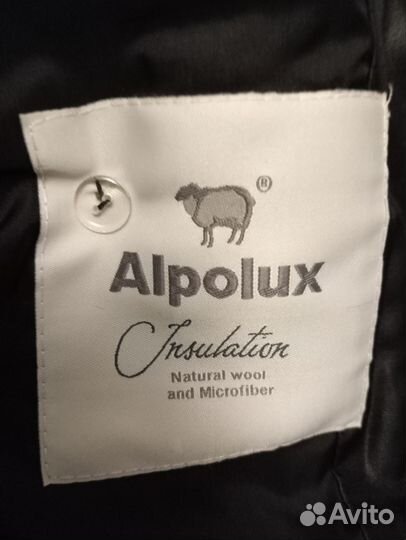 ®
Alpolux
Insulation
Natural wool
and Microfiber
Avito